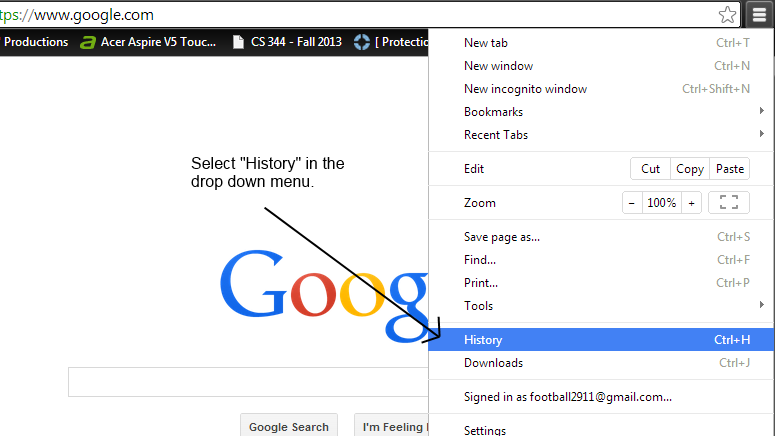 ttps://www.google.com
Productions Acer Aspire V5 Touc... CS 344 - Fall 2013 [ Protectio
New tab Ctrl+T
New window Ctrl+N
New incognito window Ctrl+Shift+N
Bookmarks
Recent Tabs
Edit Cut Copy Paste
Zoom − 100% +
Save page as... Ctrl+S
Find... Ctrl+F
Print... Ctrl+P
Tools
History Ctrl+H
Downloads Ctrl+J
Signed in as football2911@gmail.com...
Settings
Select "History" in the
drop down menu.
Goog
Google Search I'm Feeling